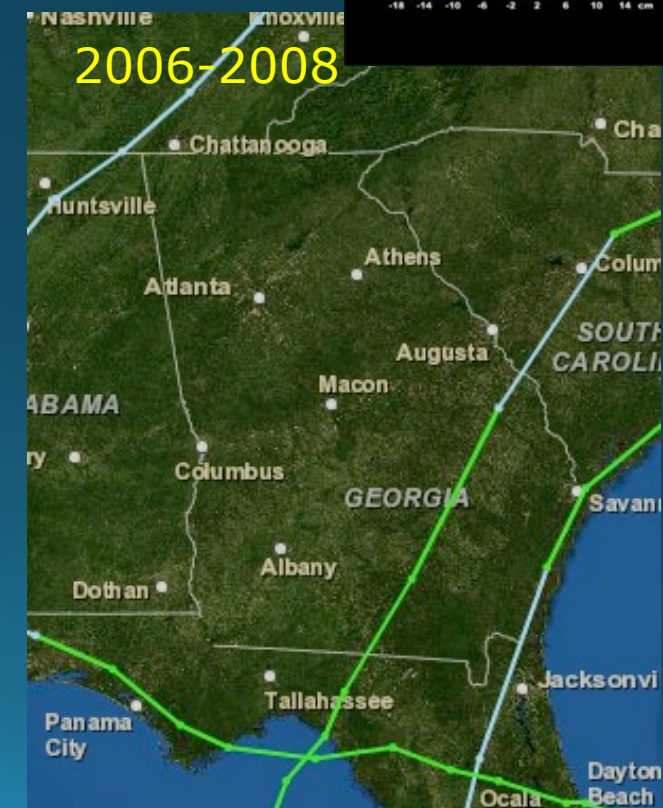 -18 -14 -10 -6 -2 2 6 10 14 cm
Nashville
Knoxville
2006-2008
Cha
Chattanooga
Huntsville
Athens
Colum
Atlanta
SOUTH
CAROLI
Augusta
Macon
ABAMA
ry
Columbus
GEORGIA
Savan
Albany
Dothan
Jacksonvi
Tallahassee
Panama
City
Dayton
Beach
Ocala